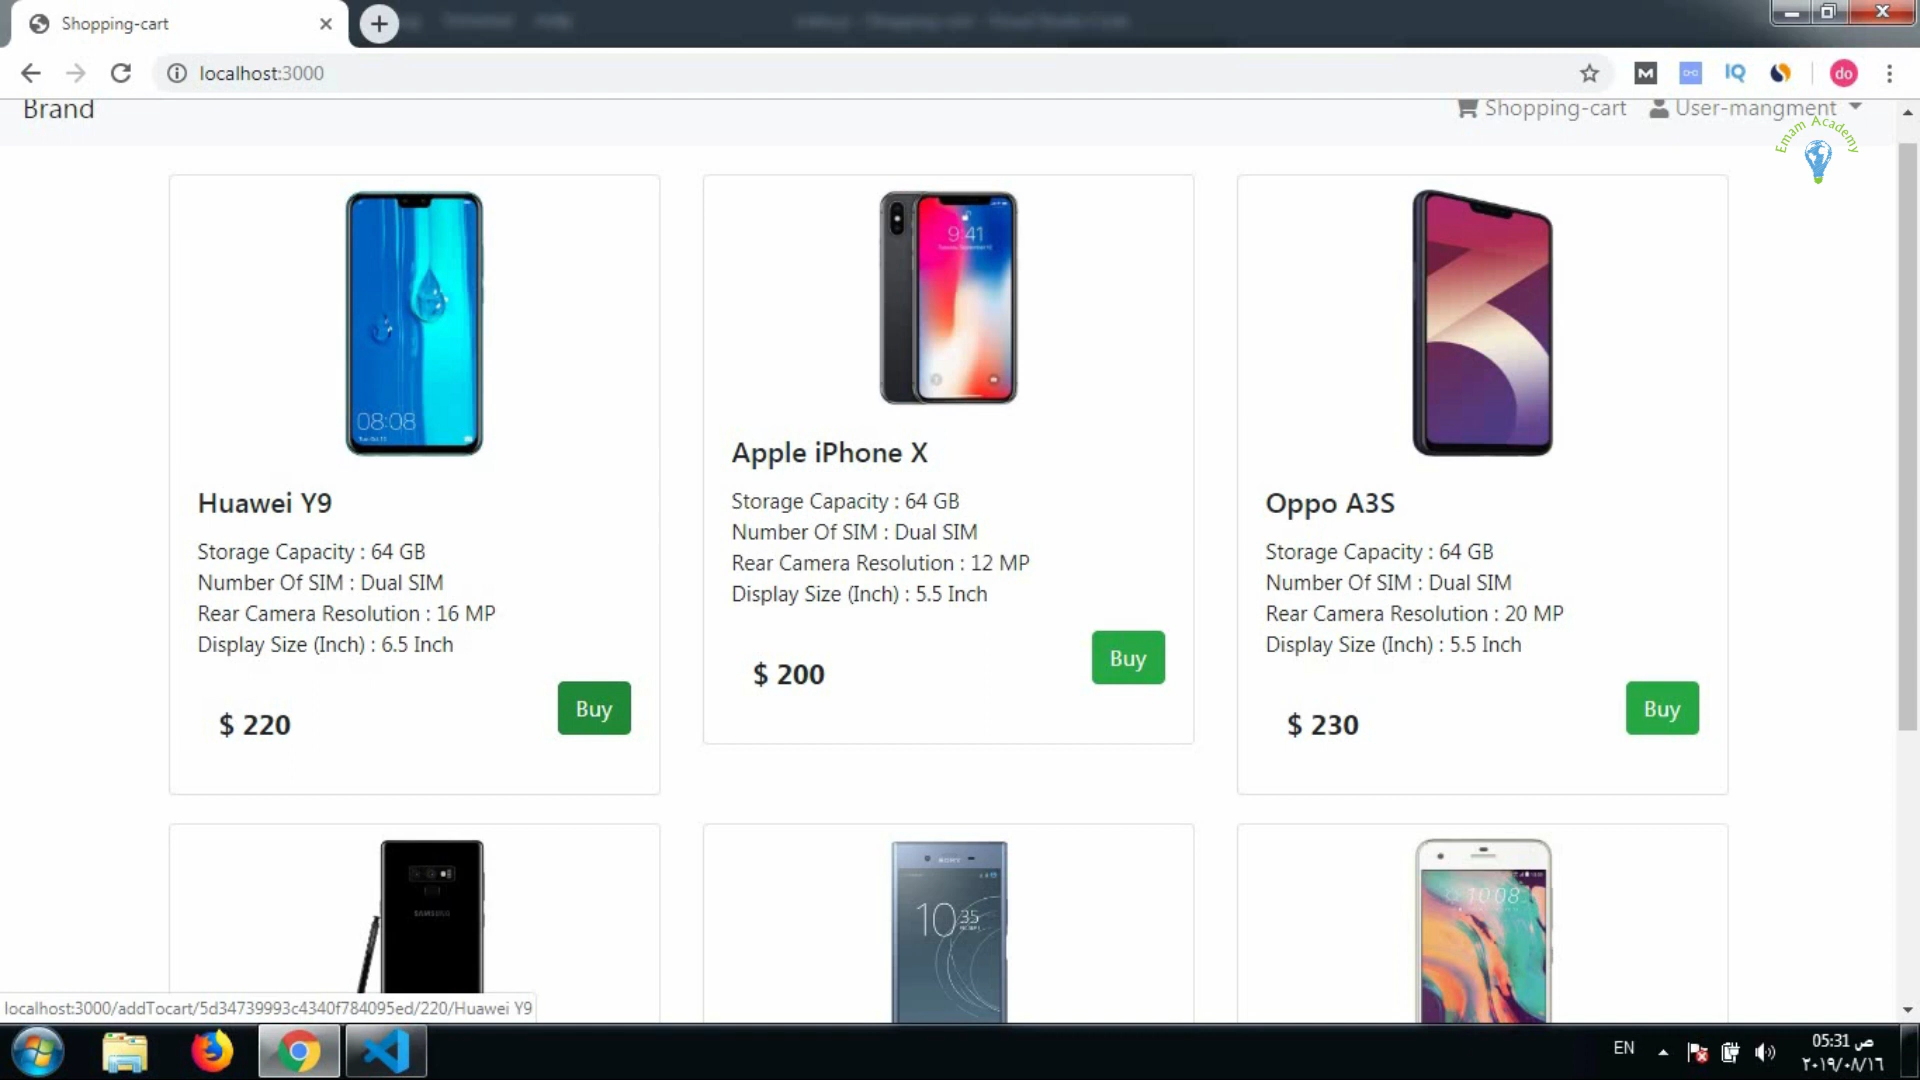 Shopping-cart
localhost:3000
M
IQ
do
Brand
Shopping-cart
User-mangment
Emam Academy
08:08
9:41
Huawei Y9
Storage Capacity : 64 GB
Number Of SIM : Dual SIM
Rear Camera Resolution : 16 MP
Display Size (Inch) : 6.5 Inch
$ 220
Buy
Apple iPhone X
Storage Capacity : 64 GB
Number Of SIM : Dual SIM
Rear Camera Resolution : 12 MP
Display Size (Inch) : 5.5 Inch
$ 200
Buy
Oppo A3S
Storage Capacity : 64 GB
Number Of SIM : Dual SIM
Rear Camera Resolution : 20 MP
Display Size (Inch) : 5.5 Inch
$ 230
Buy
SAMSUNG
SONY
10:35
10:08
localhost:3000/addTocart/5d34739993c4340f784095ed/220/Huawei Y9
EN
05:31 ص
٢٠١٩/٠٨/١٦